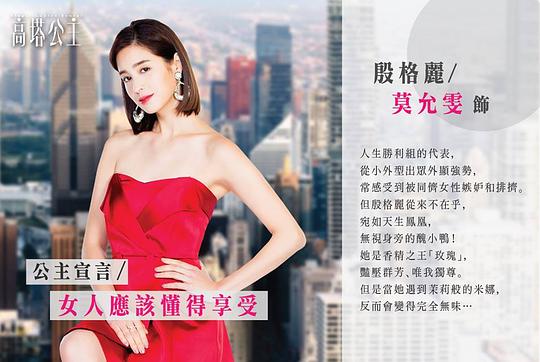 高塔公主
殷格麗/
莫允雯 飾
人生勝利組的代表,
從小外型出眾外顯強勢,
常感受到被同儕女性嫉妒和排擠。
但殷格麗從來不在乎,
宛如天生鳳凰,
無視身旁的醜小鴨!
她是香精之王「玫瑰」,
豔壓群芳、唯我獨尊。
但是當她遇到茉莉般的米娜,
反而會變得完全無味…
公主宣言/
女人應該懂得享受